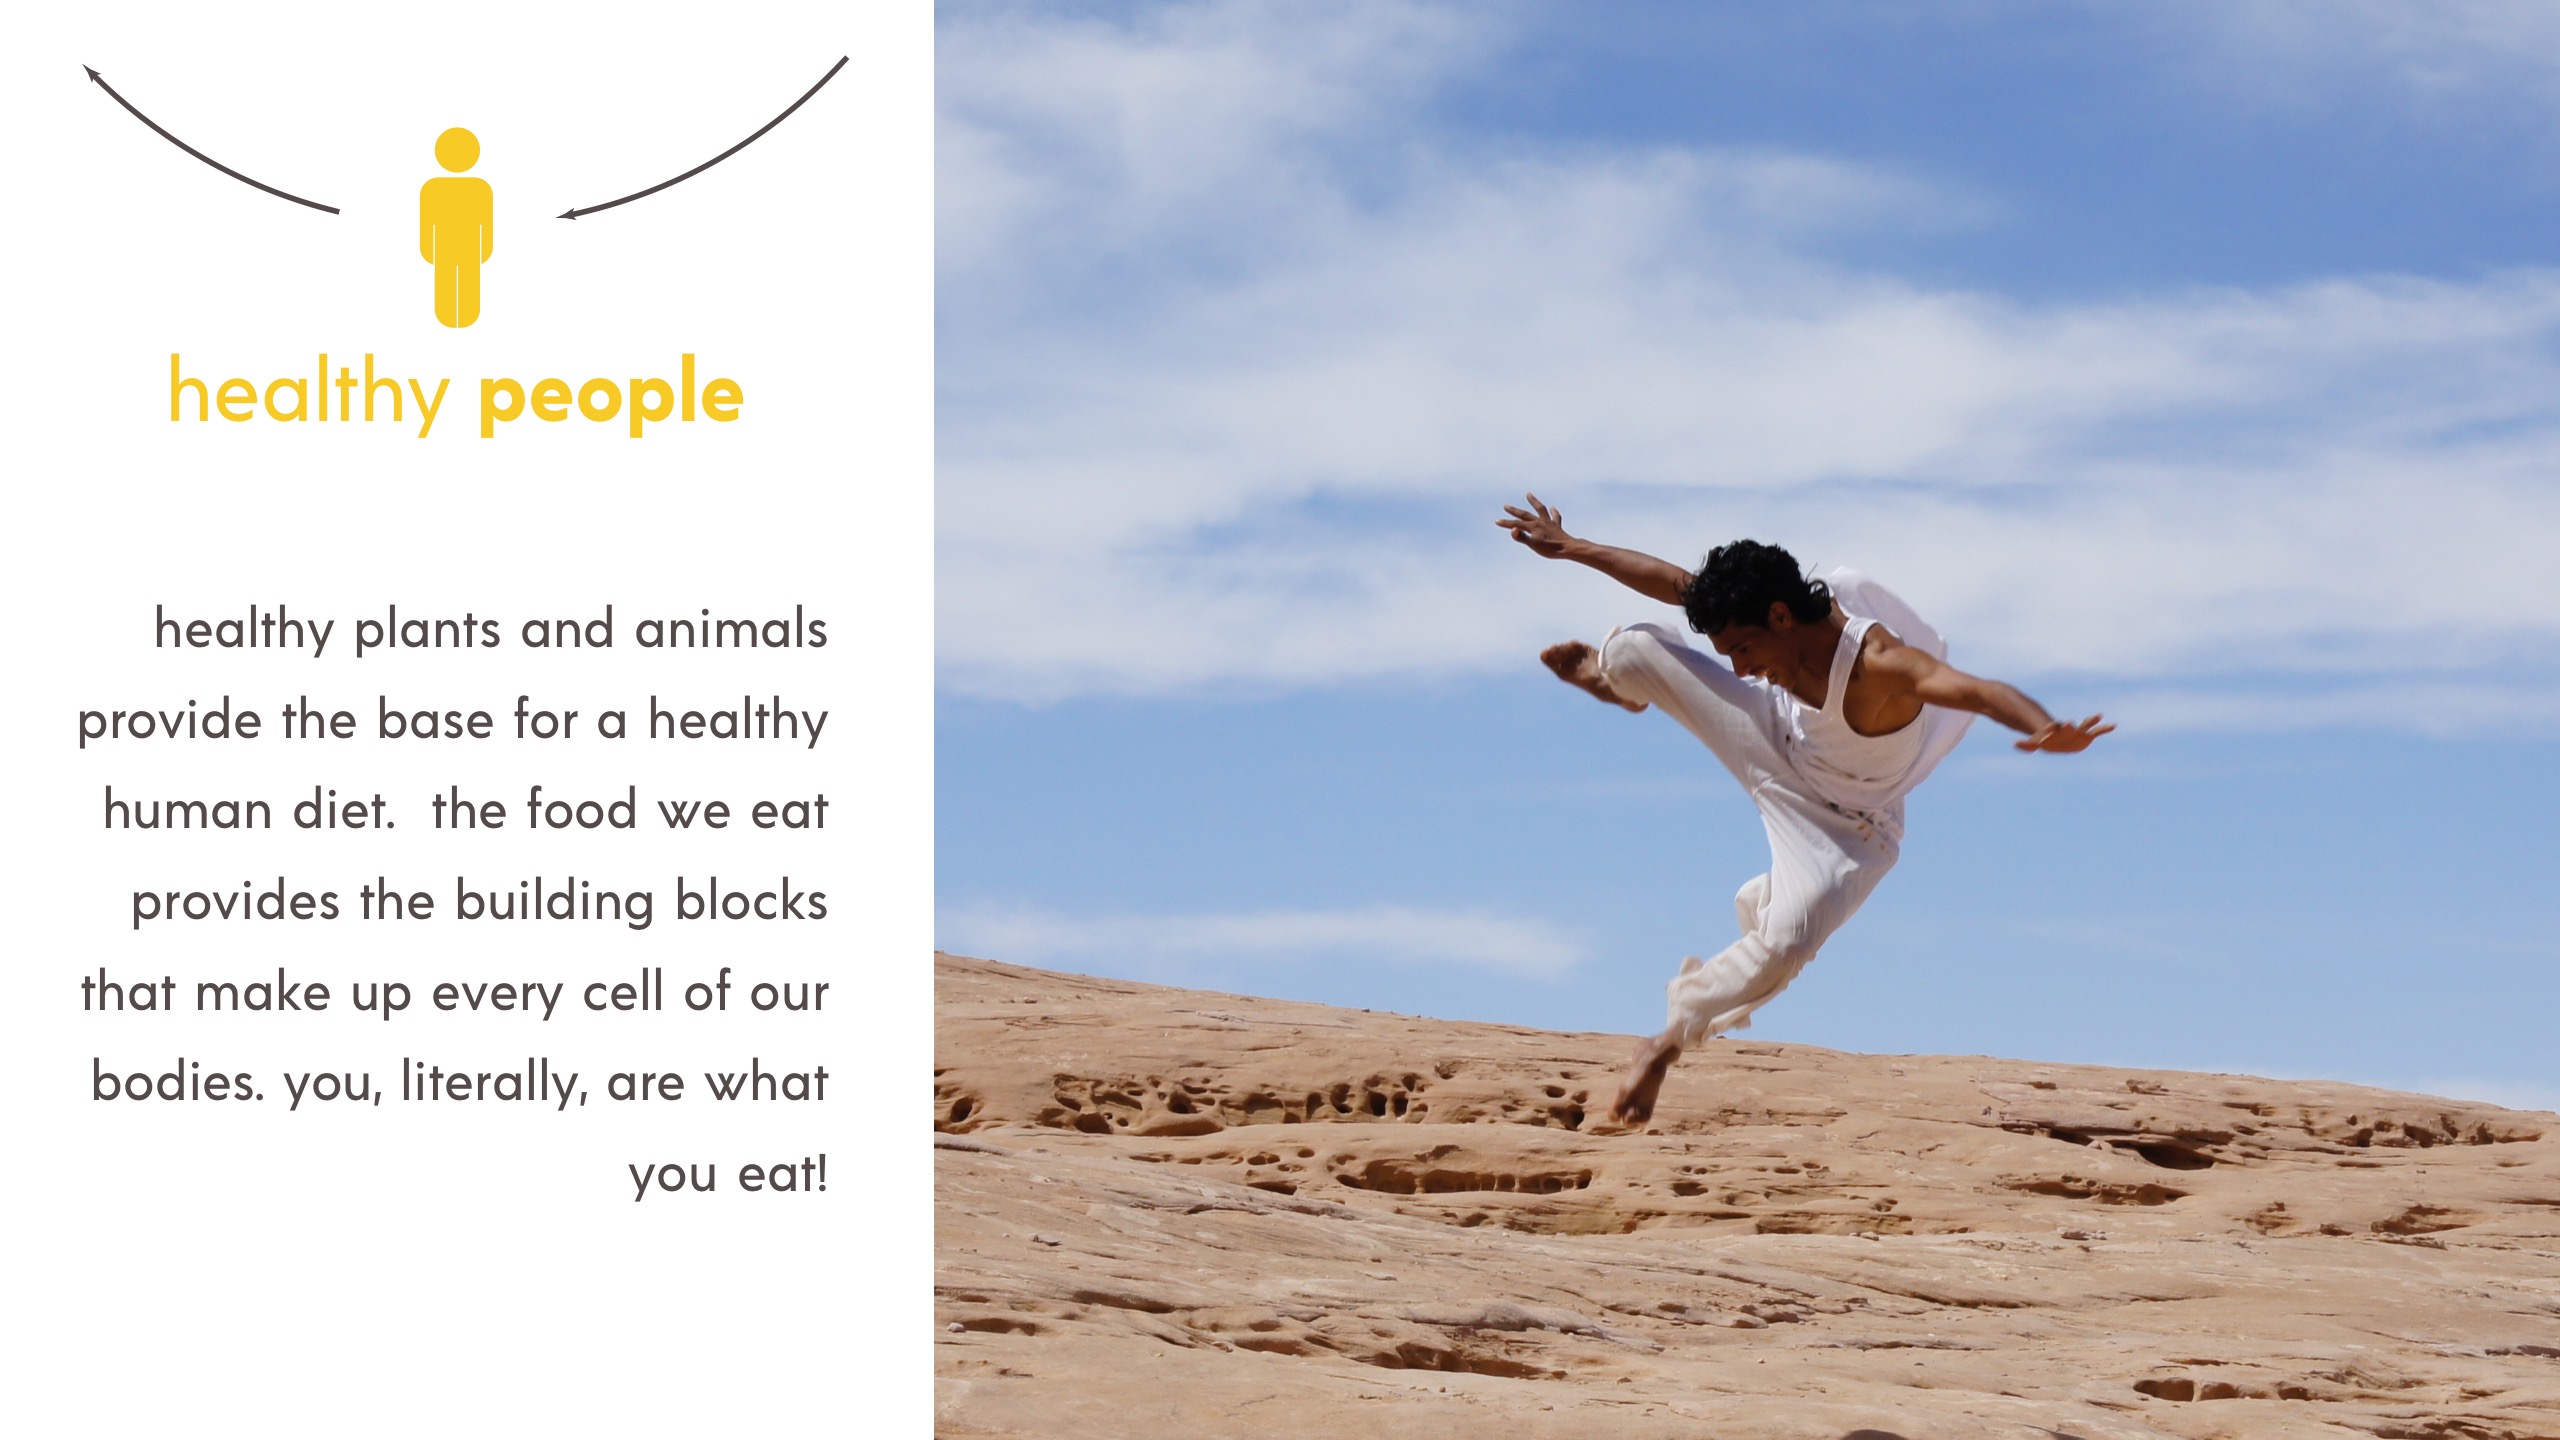 healthy people
healthy plants and animals
provide the base for a healthy
human diet.  the food we eat
provides the building blocks
that make up every cell of our
bodies. you, literally, are what
you eat!